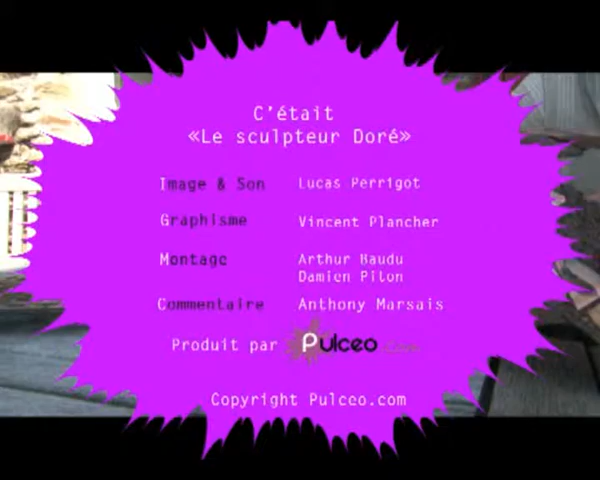 C'était
«Le sculpteur Doré»
Image & Son Lucas Perrigot
Graphisme Vincent Plancher
Montage Arthur Baudu
Damien Piton
Commentaire Anthony Marsais
Produit par Pulceo .com
Copyright Pulceo.com